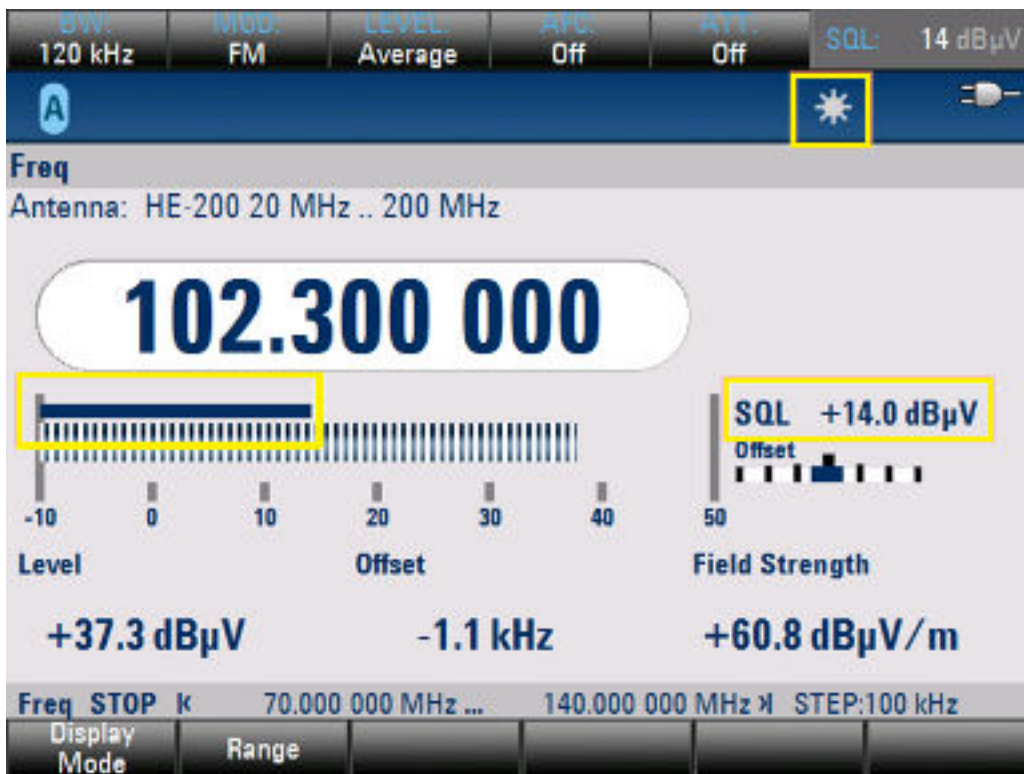 BW: MOD: LEVEL: AFC: ATT: SQL: 14 dBµV
120 kHz FM Average Off Off
A
Freq
Antenna: HE-200 20 MHz .. 200 MHz
102.300 000
SQL +14.0 dBµV
Offset
-10 0 10 20 30 40 50
Level Offset Field Strength
+37.3 dBµV -1.1 kHz +60.8 dBµV/m
Freq STOP 70.000 000 MHz ... 140.000 000 MHz STEP:100 kHz
Display Mode Range